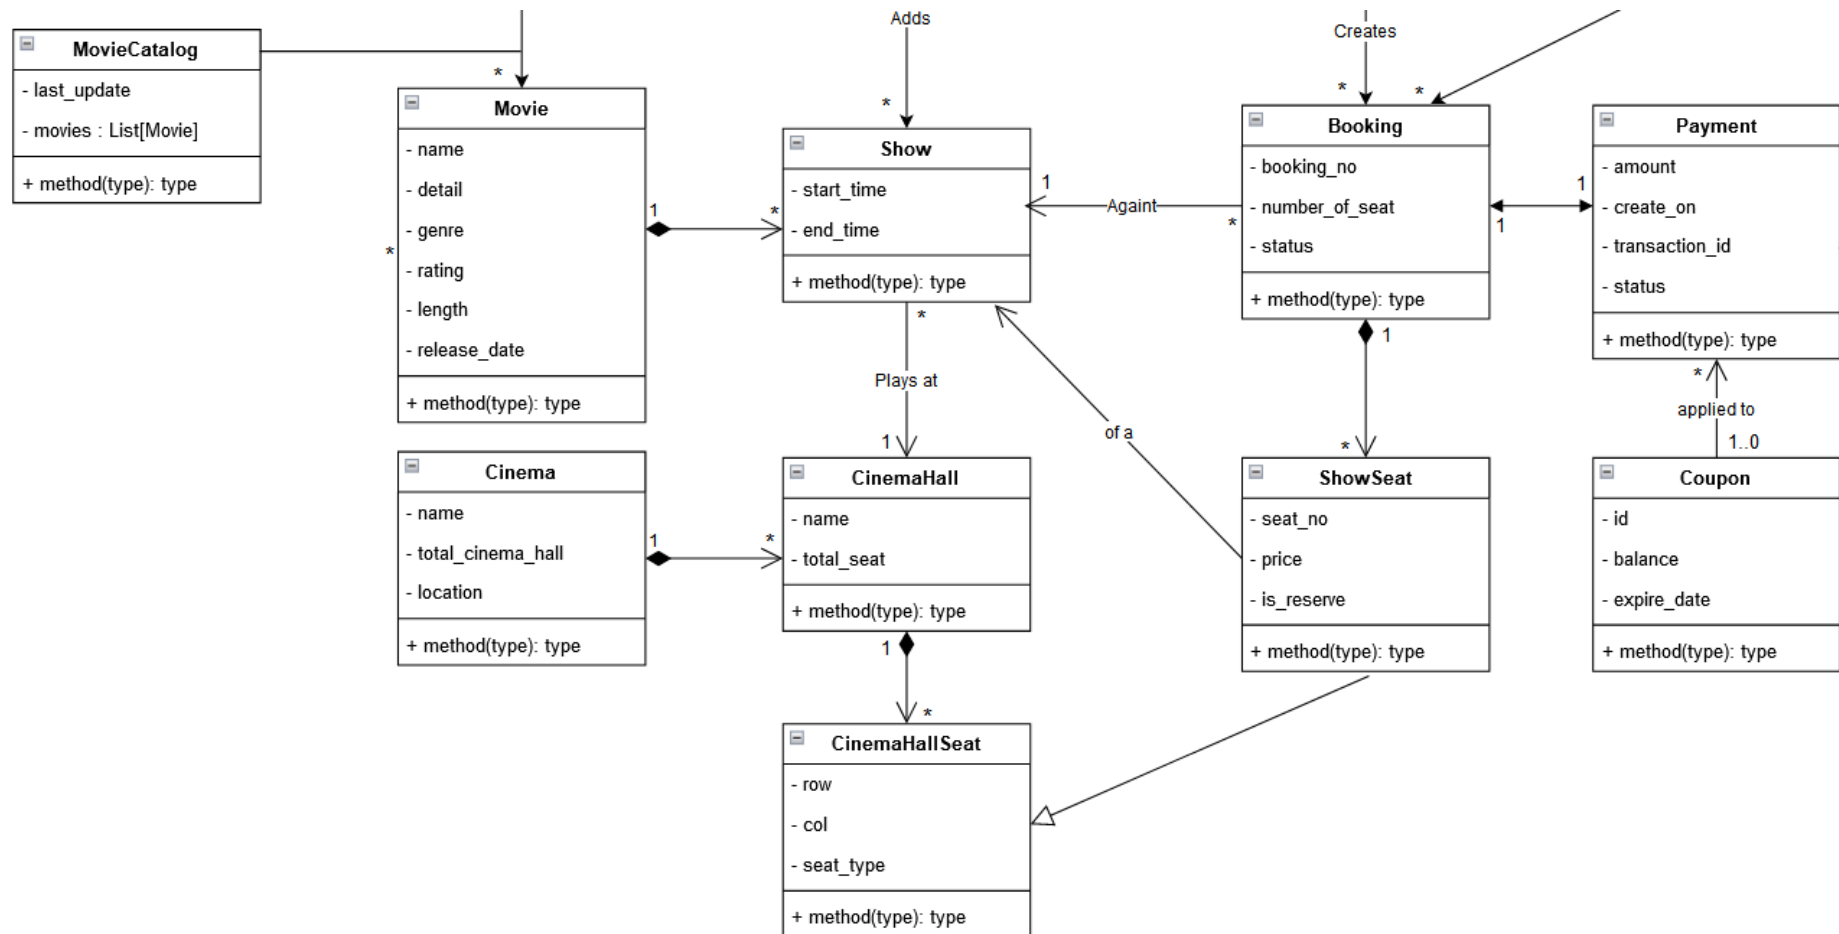 MovieCatalog
- last_update
- movies : List[Movie]
+ method(type): type
*
Movie
- name
- detail
- genre
- rating
- length
- release_date
+ method(type): type
*
1
*
Adds
*
Show
- start_time
- end_time
+ method(type): type
*
Plays at
1
1
Againt
*
Creates
*
*
Booking
- booking_no
- number_of_seat
- status
+ method(type): type
1
1
Payment
- amount
- create_on
- transaction_id
- status
+ method(type): type
*
applied to
1..0
1
*
of a
Cinema
- name
- total_cinema_hall
- location
+ method(type): type
1
*
CinemaHall
- name
- total_seat
+ method(type): type
1
*
ShowSeat
- seat_no
- price
- is_reserve
+ method(type): type
Coupon
- id
- balance
- expire_date
+ method(type): type
CinemaHallSeat
- row
- col
- seat_type
+ method(type): type